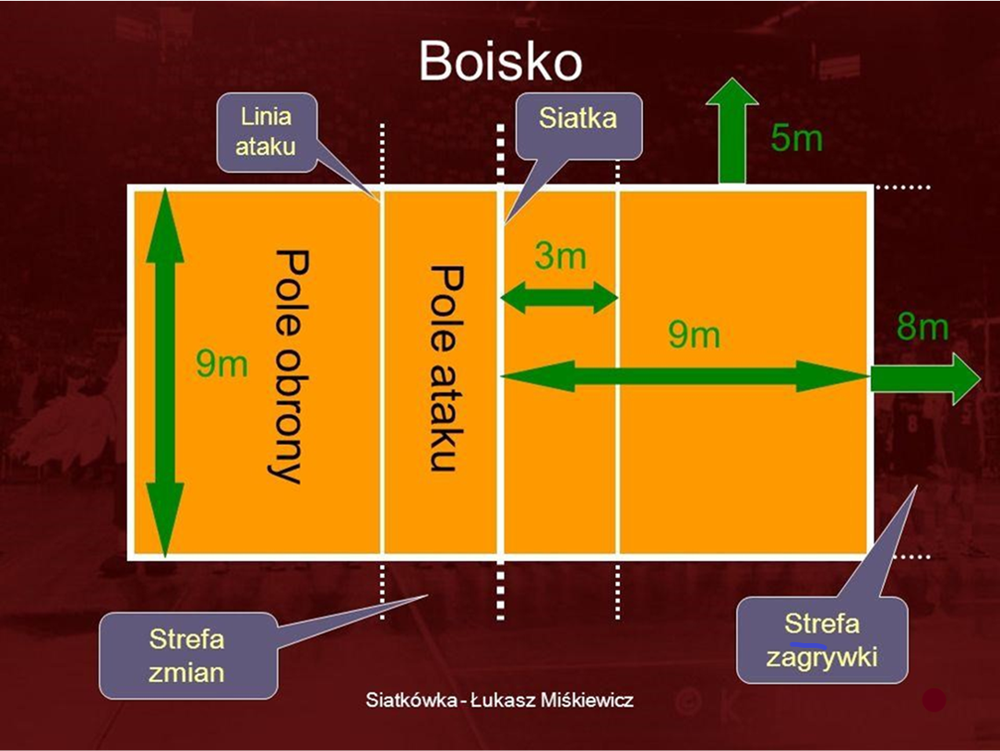 Boisko
Linia
ataku
Siatka
5m
3m
9m
8m
9m
Pole obrony
Pole ataku
Strefa
zmian
Strefa
zagrywki
Siatkówka - Łukasz Miśkiewicz
© K
8